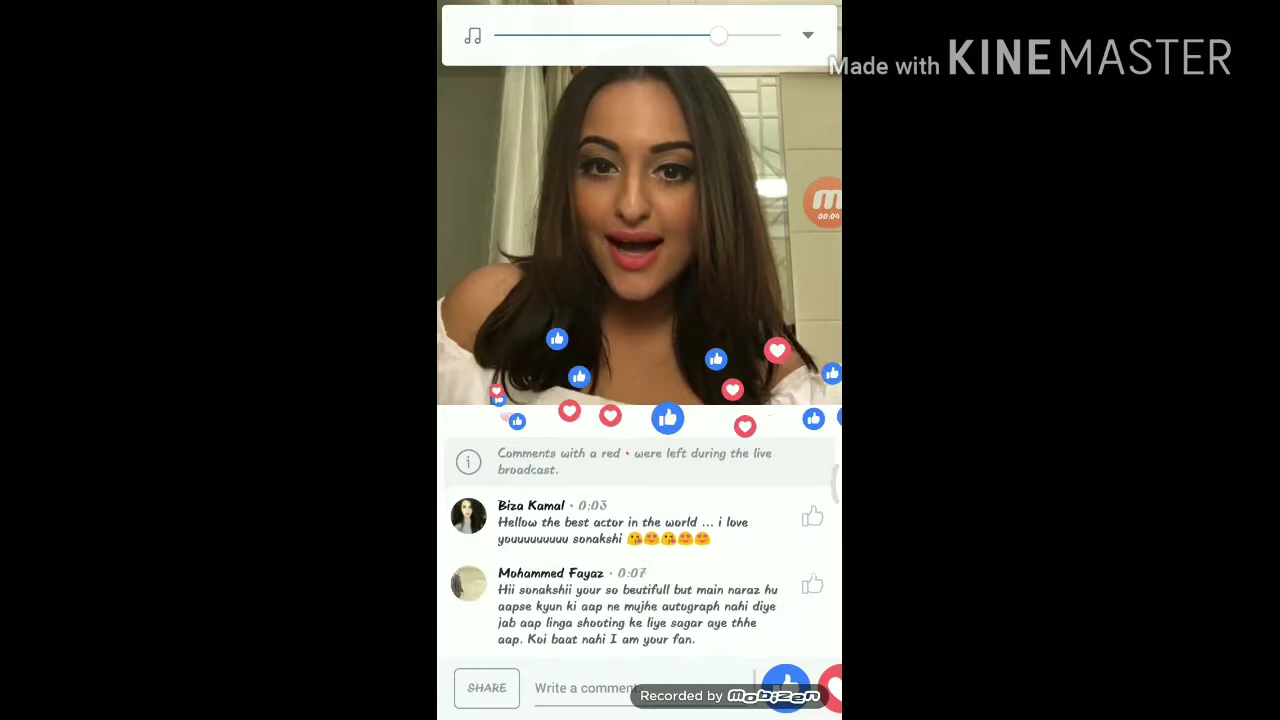 Made with KINEMASTER
00:04
Comments with a red • were left during the live
broadcast.
Biza Kamal • 0:03
Hellow the best actor in the world ... i love
youuuuuuuuu sonakshi 😘😍😘😍😍
Mohammed Fayaz • 0:07
Hii sonakshii your so beutifull but main naraz hu
aapse kyun ki aap ne mujhe autograph nahi diye
jab aap linga shooting ke liye sagar aye thhe
aap. Koi baat nahi I am your fan.
SHARE
Write a comment
Recorded by mobizen